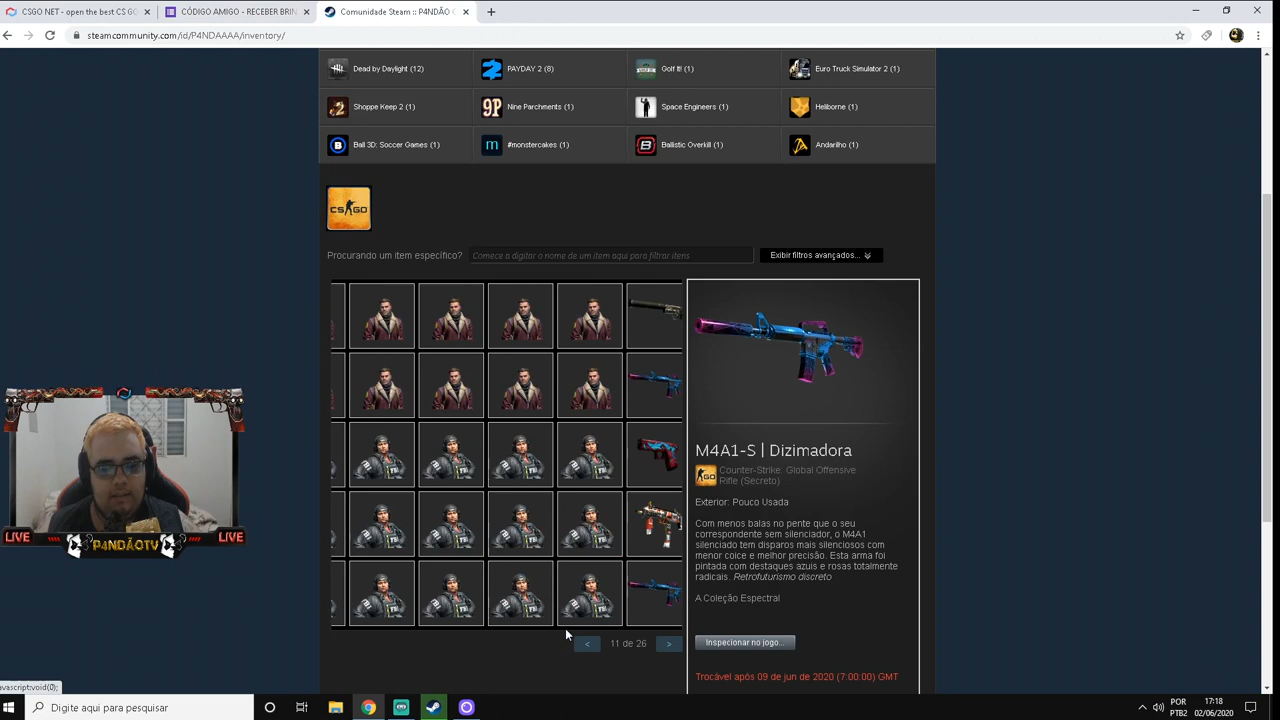 CSGO NET - open the best CS GO
CÓDIGO AMIGO - RECEBER BRIN
Comunidade Steam :: P4NDÃO
steamcommunity.com/id/P4NDAAAA/inventory/
Dead by Daylight (12)
PAYDAY 2 (8)
Golf It! (1)
Euro Truck Simulator 2 (1)
Shoppe Keep 2 (1)
9P
Nine Parchments (1)
Space Engineers (1)
Heliborne (1)
B
Ball 3D: Soccer Games (1)
m
#monstercakes (1)
B
Ballistic Overkill (1)
Andarilho (1)
CS GO
Procurando um item específico?
Comece a digitar o nome de um item aqui para filtrar itens
Exibir filtros avançados...
M4A1-S | Dizimadora
Counter-Strike: Global Offensive
Rifle (Secreto)
Exterior: Pouco Usada
Com menos balas no pente que o seu
correspondente sem silenciador, o M4A1
silenciado tem disparos mais silenciosos com
menor coice e melhor precisão. Esta arma foi
pintada com destaques azuis e rosas totalmente
radicais. Retrofuturismo discreto
A Coleção Espectral
LIVE
P4NDÃOTV
LIVE
< 11 de 26 >
Inspecionar no jogo...
Trocável após 09 de jun de 2020 (7:00:00) GMT
avascript:void(0);
Digite aqui para pesquisar
POR
PTB2
17:18
02/06/2020